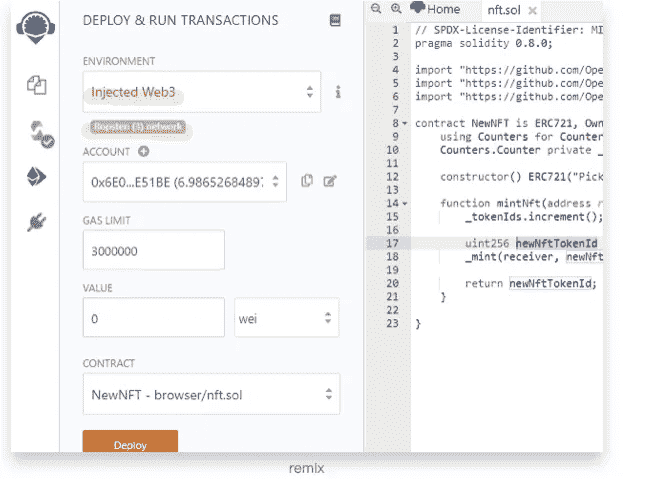 DEPLOY & RUN TRANSACTIONS
ENVIRONMENT
Injected Web3
Ropsten (3) network
ACCOUNT
0x6E0...E51BE (6.9865268489
GAS LIMIT
3000000
VALUE
0
wei
CONTRACT
NewNFT - browser/nft.sol
Deploy
Home
nft.sol
1 // SPDX-License-Identifier: MI
2 pragma solidity 0.8.0;
3
4 import "https://github.com/Ope
5 import "https://github.com/Ope
6 import "https://github.com/Ope
7
8 contract NewNFT is ERC721, Own
9 using Counters for Counter
10 Counters.Counter private _
11
12 constructor() ERC721("Pick
13
14 function mintNft(address r
15 _tokenIds.increment();
16
17 uint256 newNftTokenId
18 _mint(receiver, newNf
19
20 return newNftTokenId;
21 }
22
23 }
remix